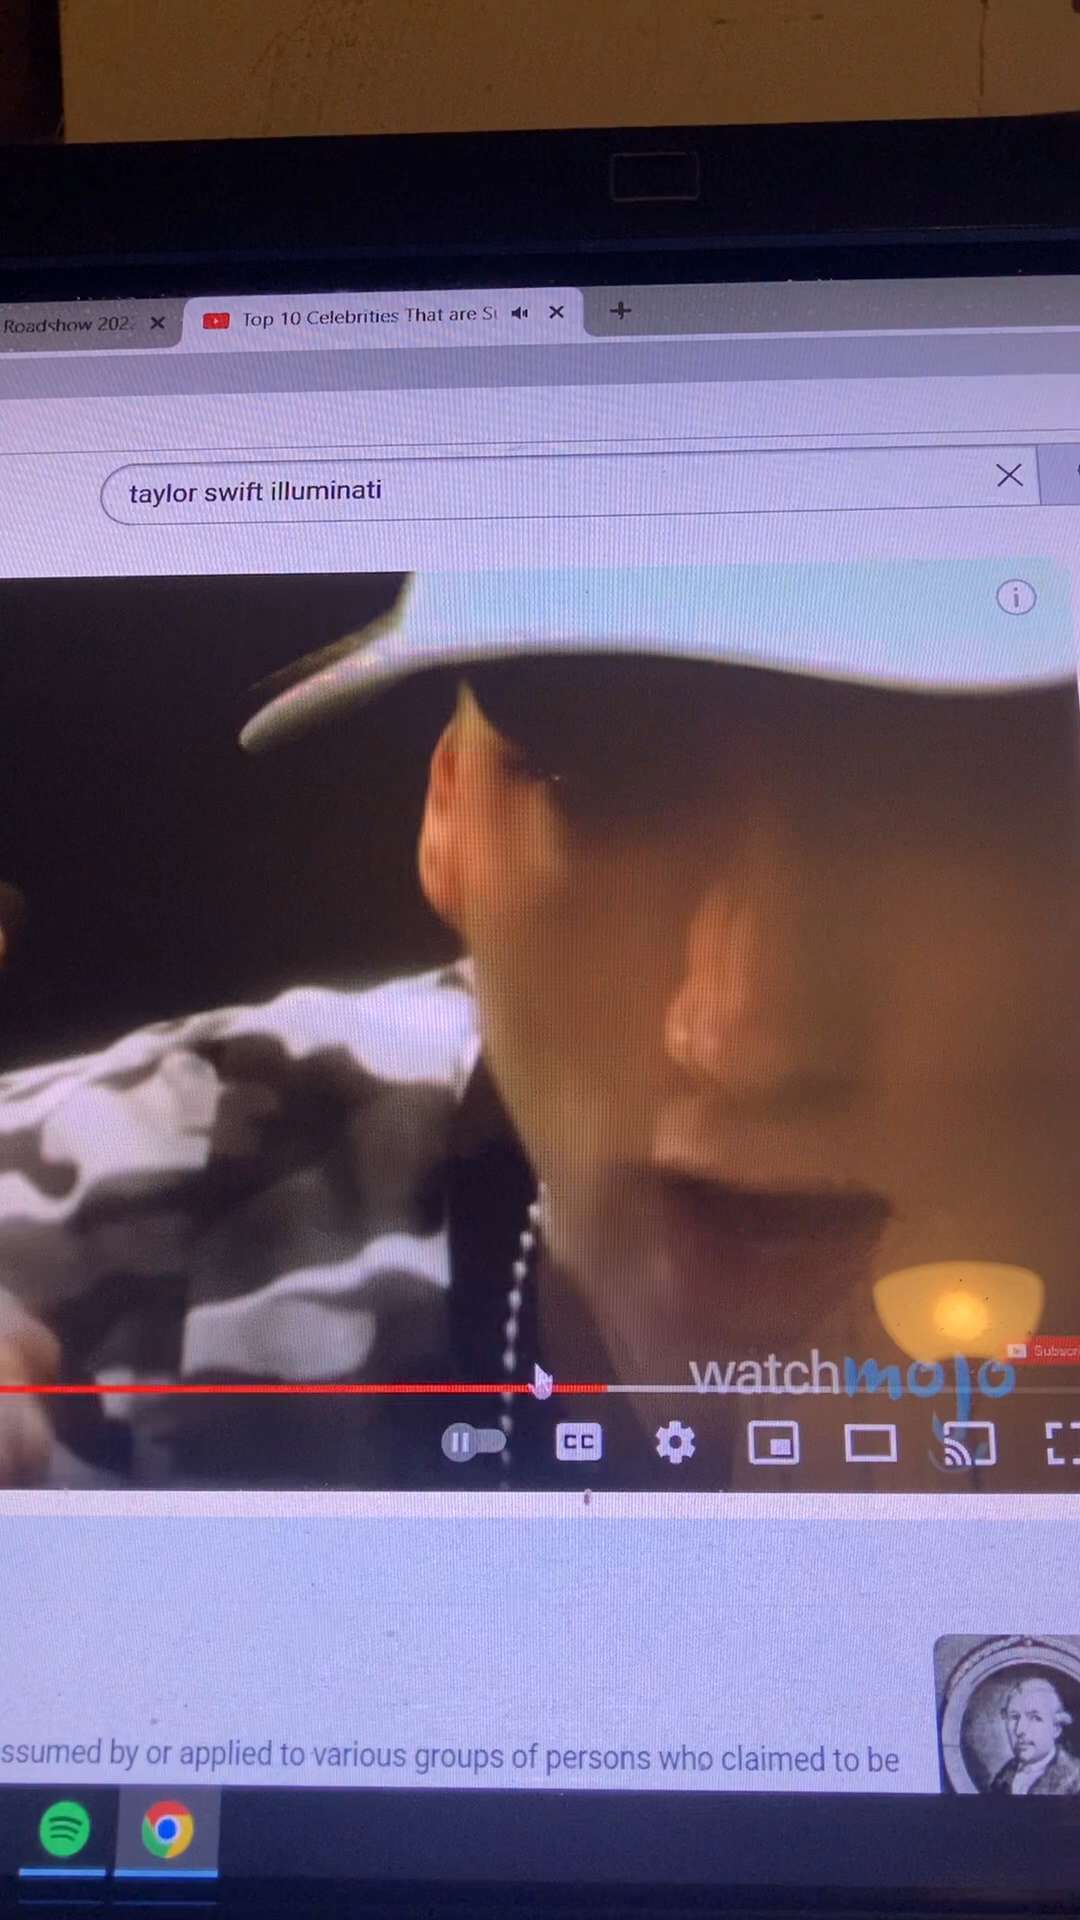 Roadshow 202
Top 10 Celebrities That are
taylor swift illuminati
watchmojo
CC
ssumed by or applied to various groups of persons who claimed to be